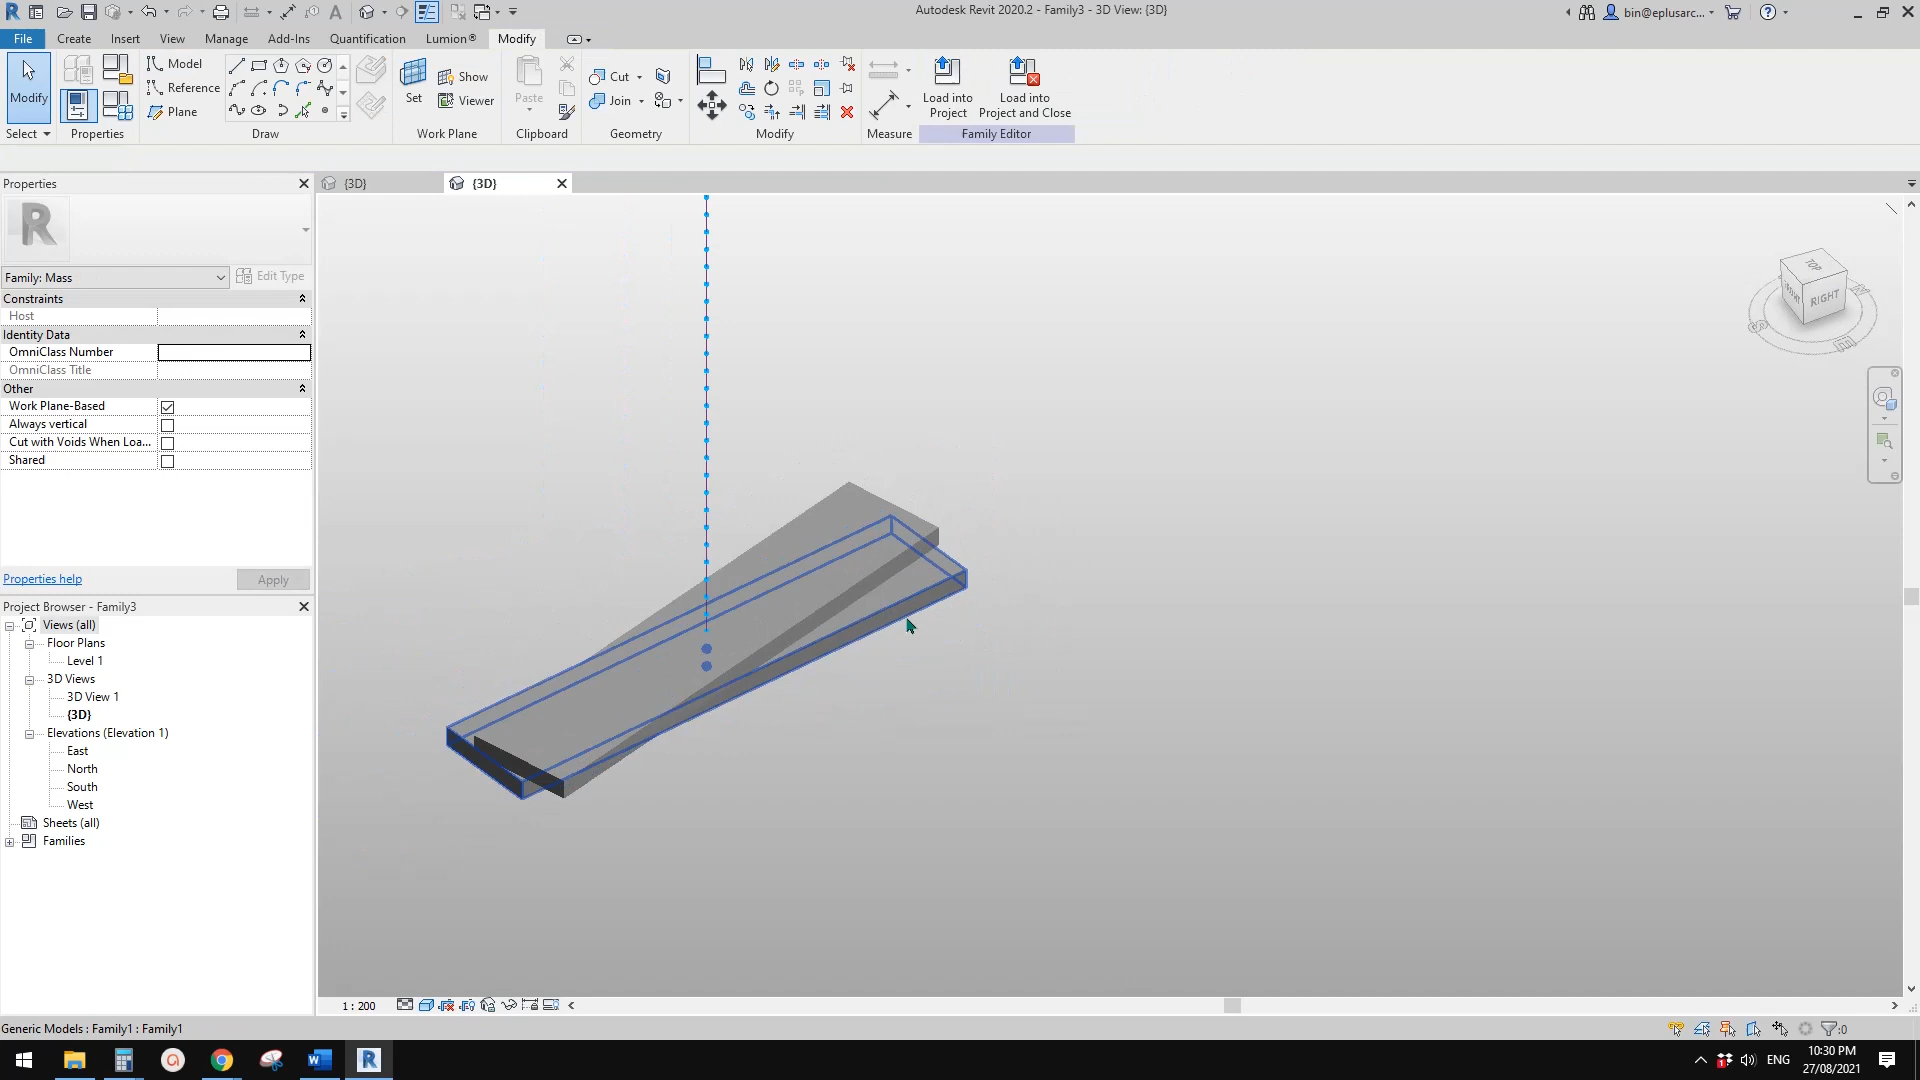 Autodesk Revit 2020.2 - Family3 - 3D View: {3D}
bin@eplusarc...
File
Create
Insert
View
Manage
Add-Ins
Quantification
Lumion®
Modify
Modify
Select
Properties
Model
Reference
Plane
Draw
Set
Show
Viewer
Work Plane
Paste
Clipboard
Cut
Join
Geometry
Modify
Measure
Load into
Project
Load into
Project and Close
Family Editor
Properties
{3D}
{3D}
Family: Mass
Edit Type
Constraints
Host
Identity Data
OmniClass Number
OmniClass Title
Other
Work Plane-Based
Always vertical
Cut with Voids When Loa...
Shared
Properties help
Apply
Project Browser - Family3
Views (all)
Floor Plans
Level 1
3D Views
3D View 1
{3D}
Elevations (Elevation 1)
East
North
South
West
Sheets (all)
Families
TOP
RIGHT
S
E
1 : 200
Generic Models : Family1 : Family1
:0
ENG
10:30 PM
27/08/2021